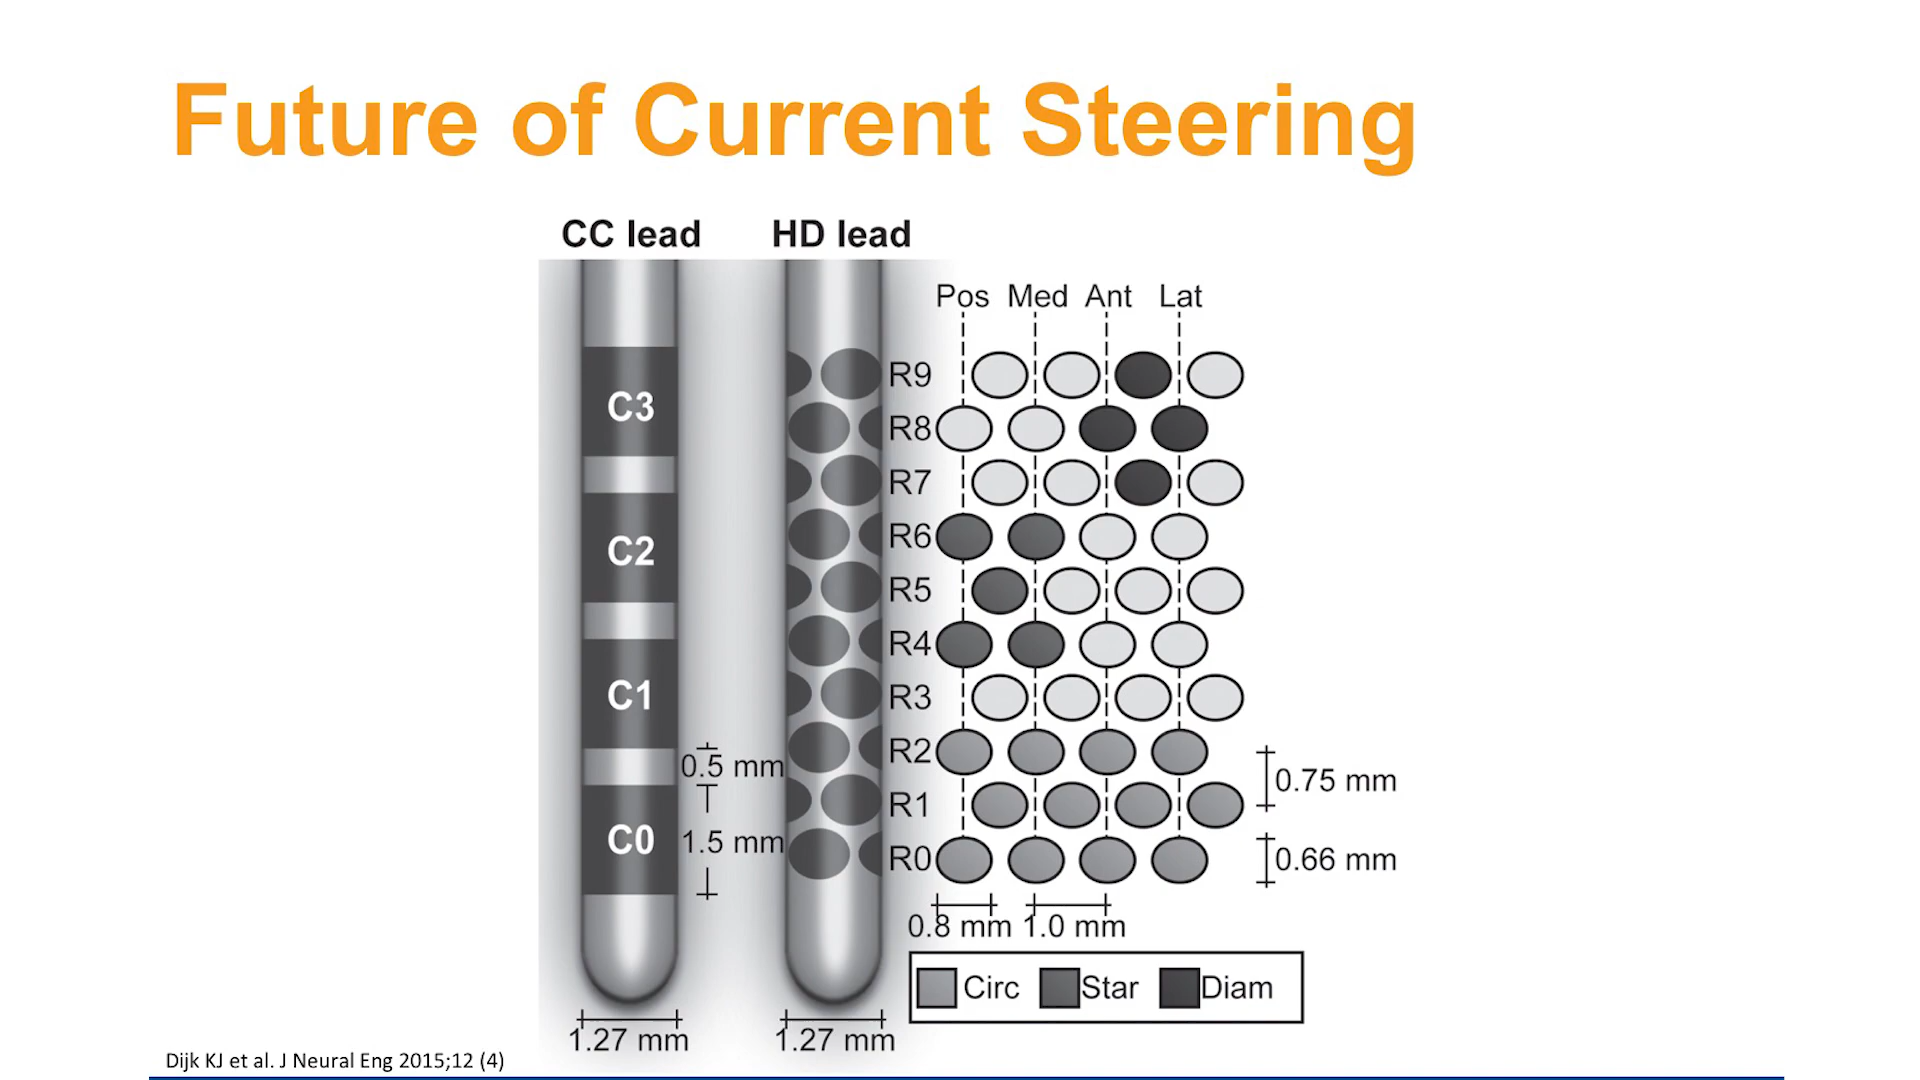 Future of Current Steering
CC lead
HD lead
Pos Med Ant Lat
C3
C2
C1
C0
R9
R8
R7
R6
R5
R4
R3
R2
R1
R0
0.5 mm
1.5 mm
0.75 mm
0.66 mm
0.8 mm 1.0 mm
Circ Star Diam
1.27 mm
1.27 mm
Dijk KJ et al. J Neural Eng 2015;12 (4)